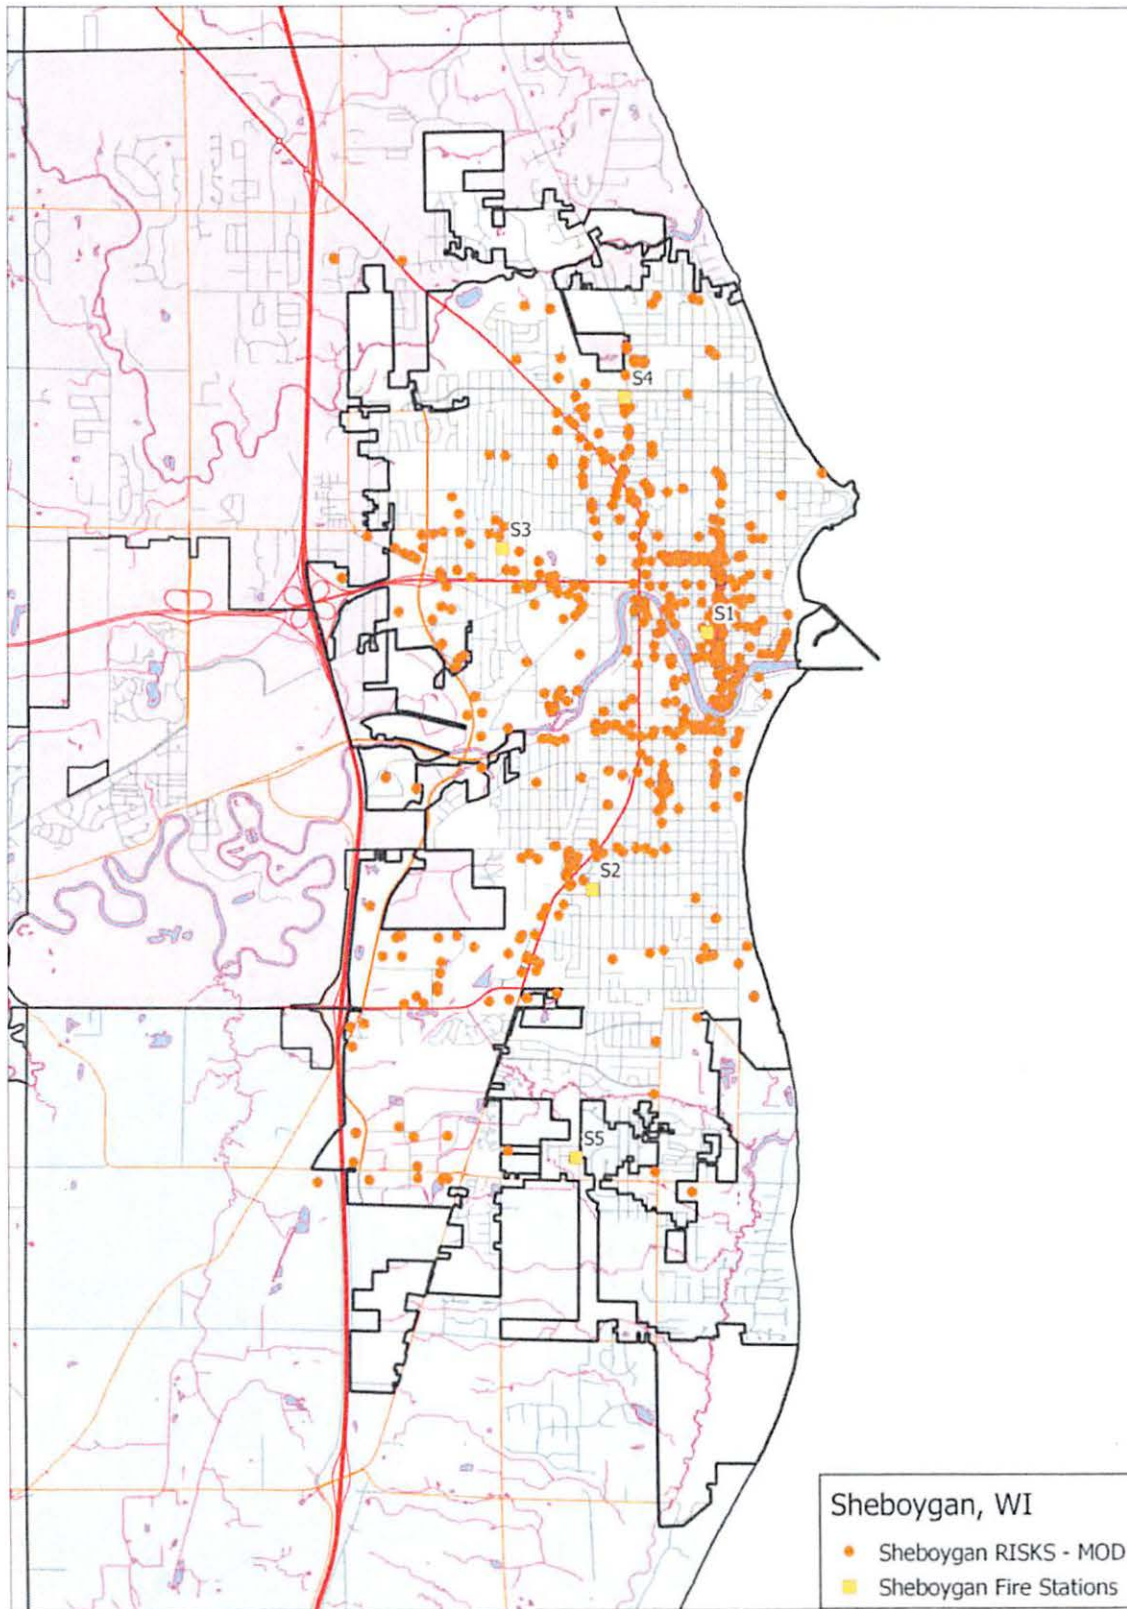 S4
S3
S1
S2
S5
Sheboygan, WI
Sheboygan RISKS - MOD
Sheboygan Fire Stations